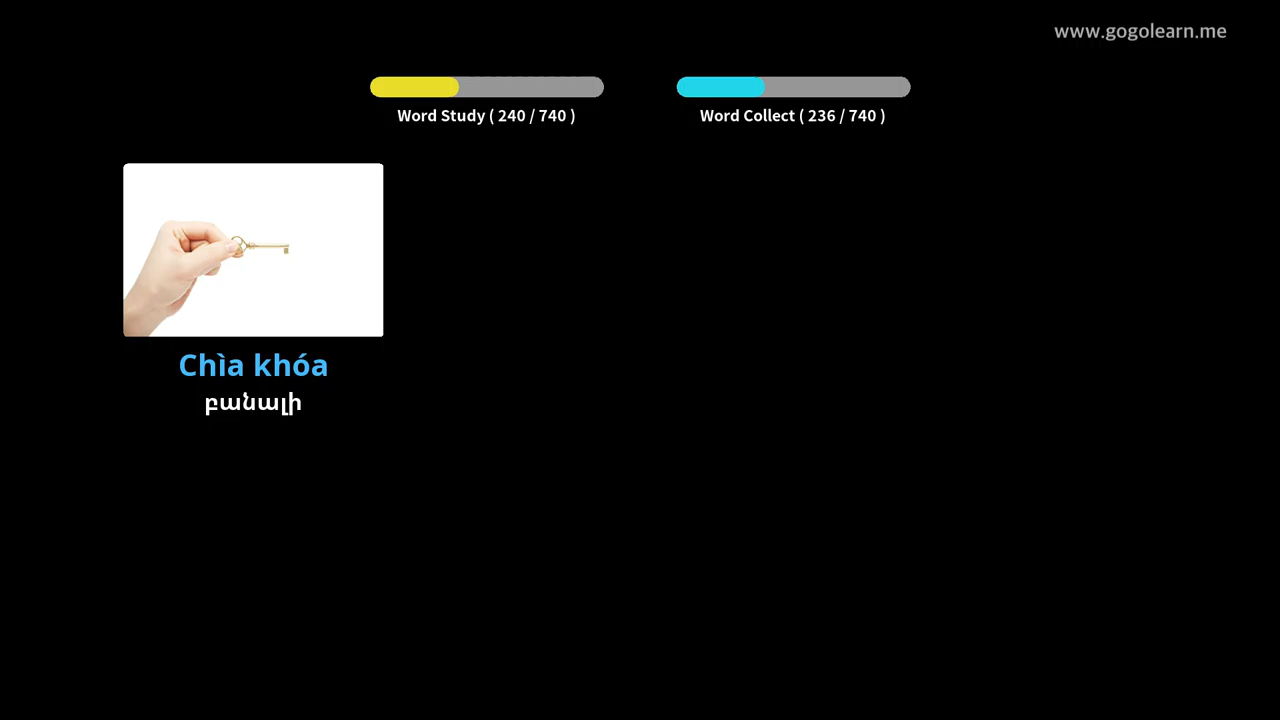 www.gogolearn.me
Word Study ( 240 / 740 )
Word Collect ( 236 / 740 )
Chìa khóa
բանալի